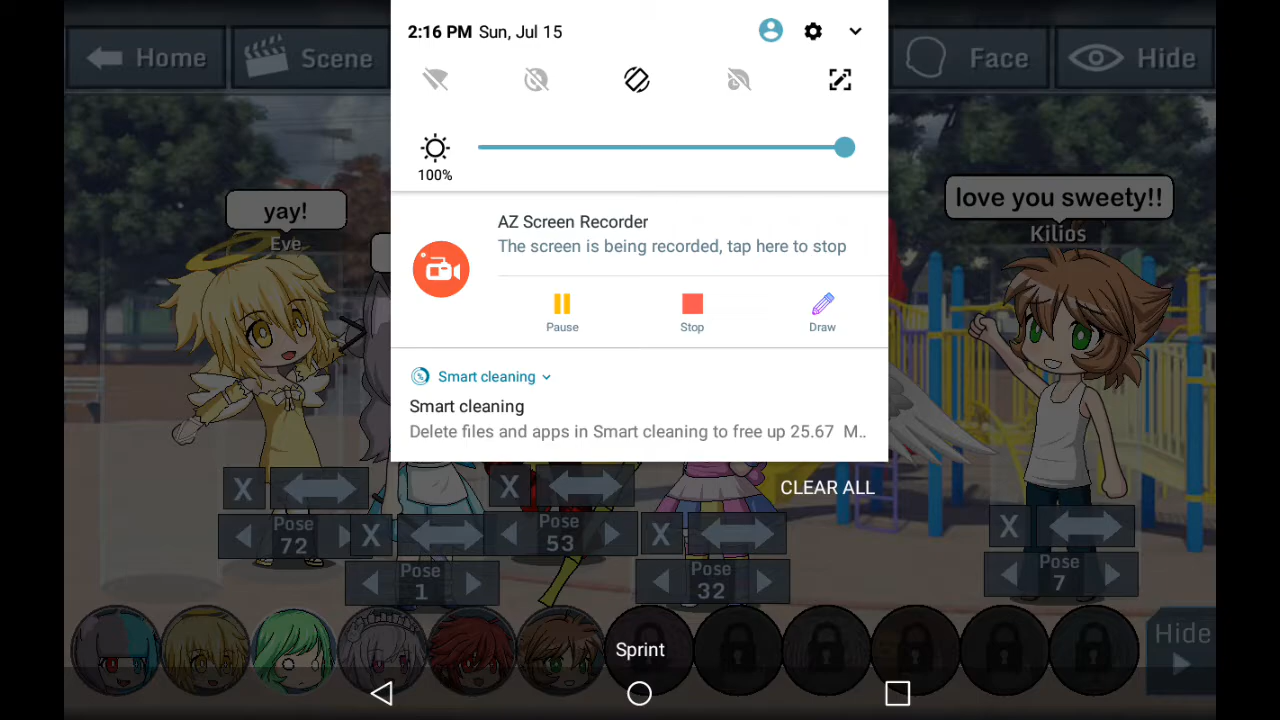 2:16 PM Sun, Jul 15
Home
Scene
Face
Hide
100%
yay!
Eve
love you sweety!!
Kilios
AZ Screen Recorder
The screen is being recorded, tap here to stop
Pause
Stop
Draw
Smart cleaning
Smart cleaning
Delete files and apps in Smart cleaning to free up 25.67 M..
CLEAR ALL
X
X
X
X
X
Pose
72
Pose
53
Pose
1
Pose
32
Pose
7
Sprint
Hide